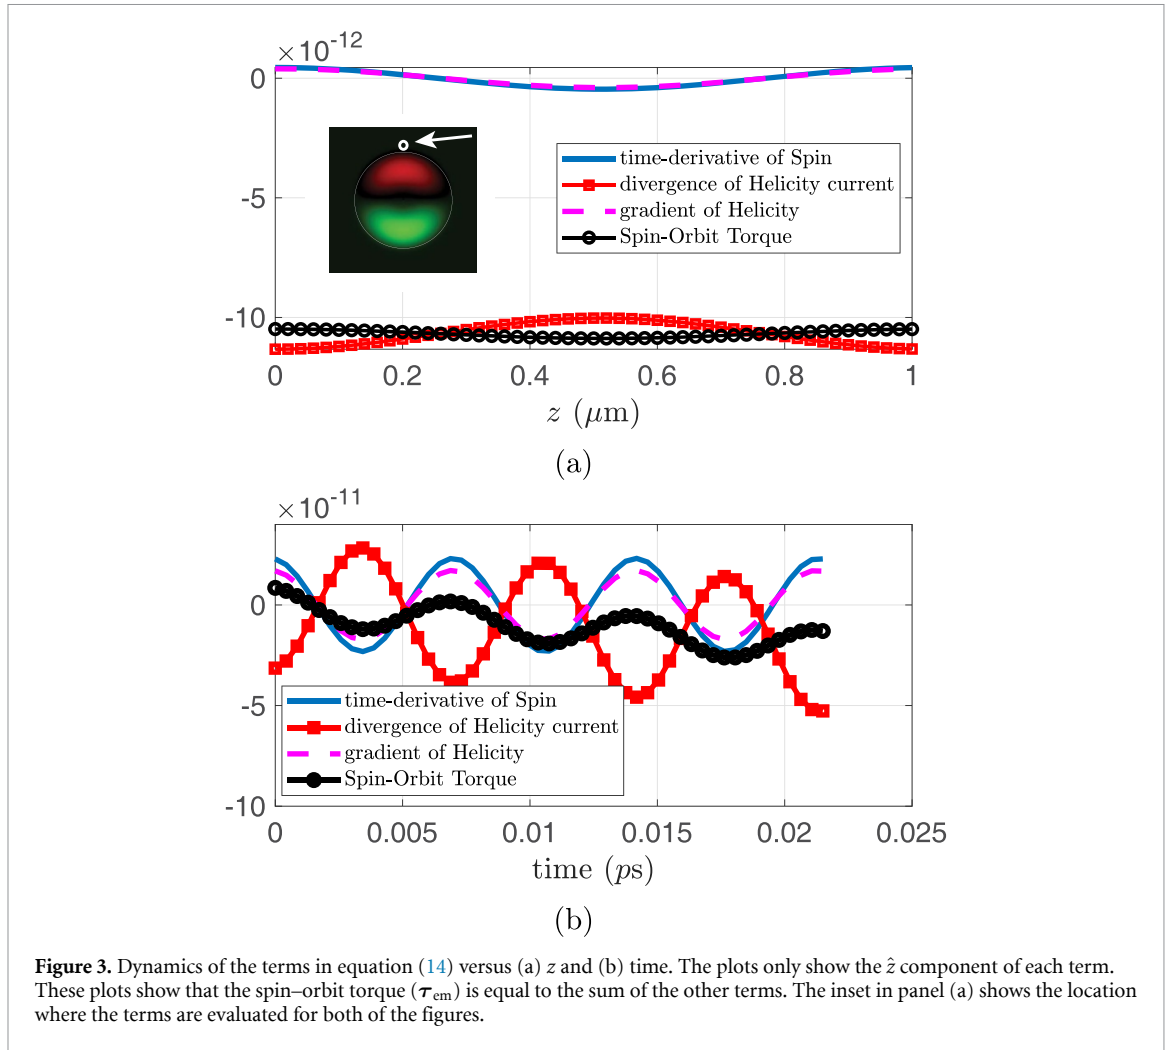 ×10⁻¹²
0
-5
-10
time-derivative of Spin
divergence of Helicity current
gradient of Helicity
Spin-Orbit Torque
0 0.2 0.4 0.6 0.8 1
z (μm)
(a)
×10⁻¹¹
0
-5
-10
time-derivative of Spin
divergence of Helicity current
gradient of Helicity
Spin-Orbit Torque
0 0.005 0.01 0.015 0.02 0.025
time (ps)
(b)
Figure 3. Dynamics of the terms in equation (14) versus (a) z and (b) time. The plots only show the ẑ component of each term.
These plots show that the spin–orbit torque (τem) is equal to the sum of the other terms. The inset in panel (a) shows the location
where the terms are evaluated for both of the figures.